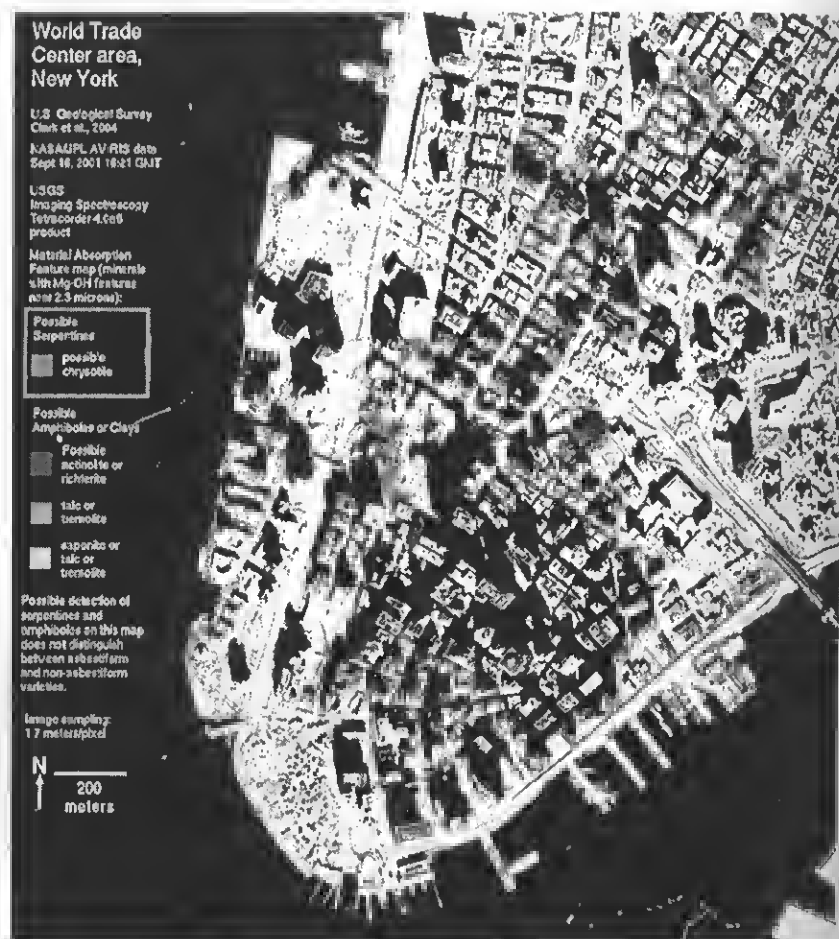 World Trade
Center area,
New York
U.S. Geological Survey
Clark et al., 2004
NASA/JPL AVIRIS data
Sept 16, 2001 GMT
USGS
Imaging Spectroscopy
Tetracorder
product
Material Absorption
Feature map (minerals
with Mg-OH features
near 2.3 microns):
Possible
Serpentines
possible
chrysotile
Possible
Amphiboles or Clays
Possible
actinolite or
richterite
talc or
tremolite
saponite or
talc or
tremolite
Possible detection of
serpentines and
amphiboles on this map
does not distinguish
between asbestiform
and non-asbestiform
varieties.
Image sampling:
1.7 meters/pixel
N
200
meters